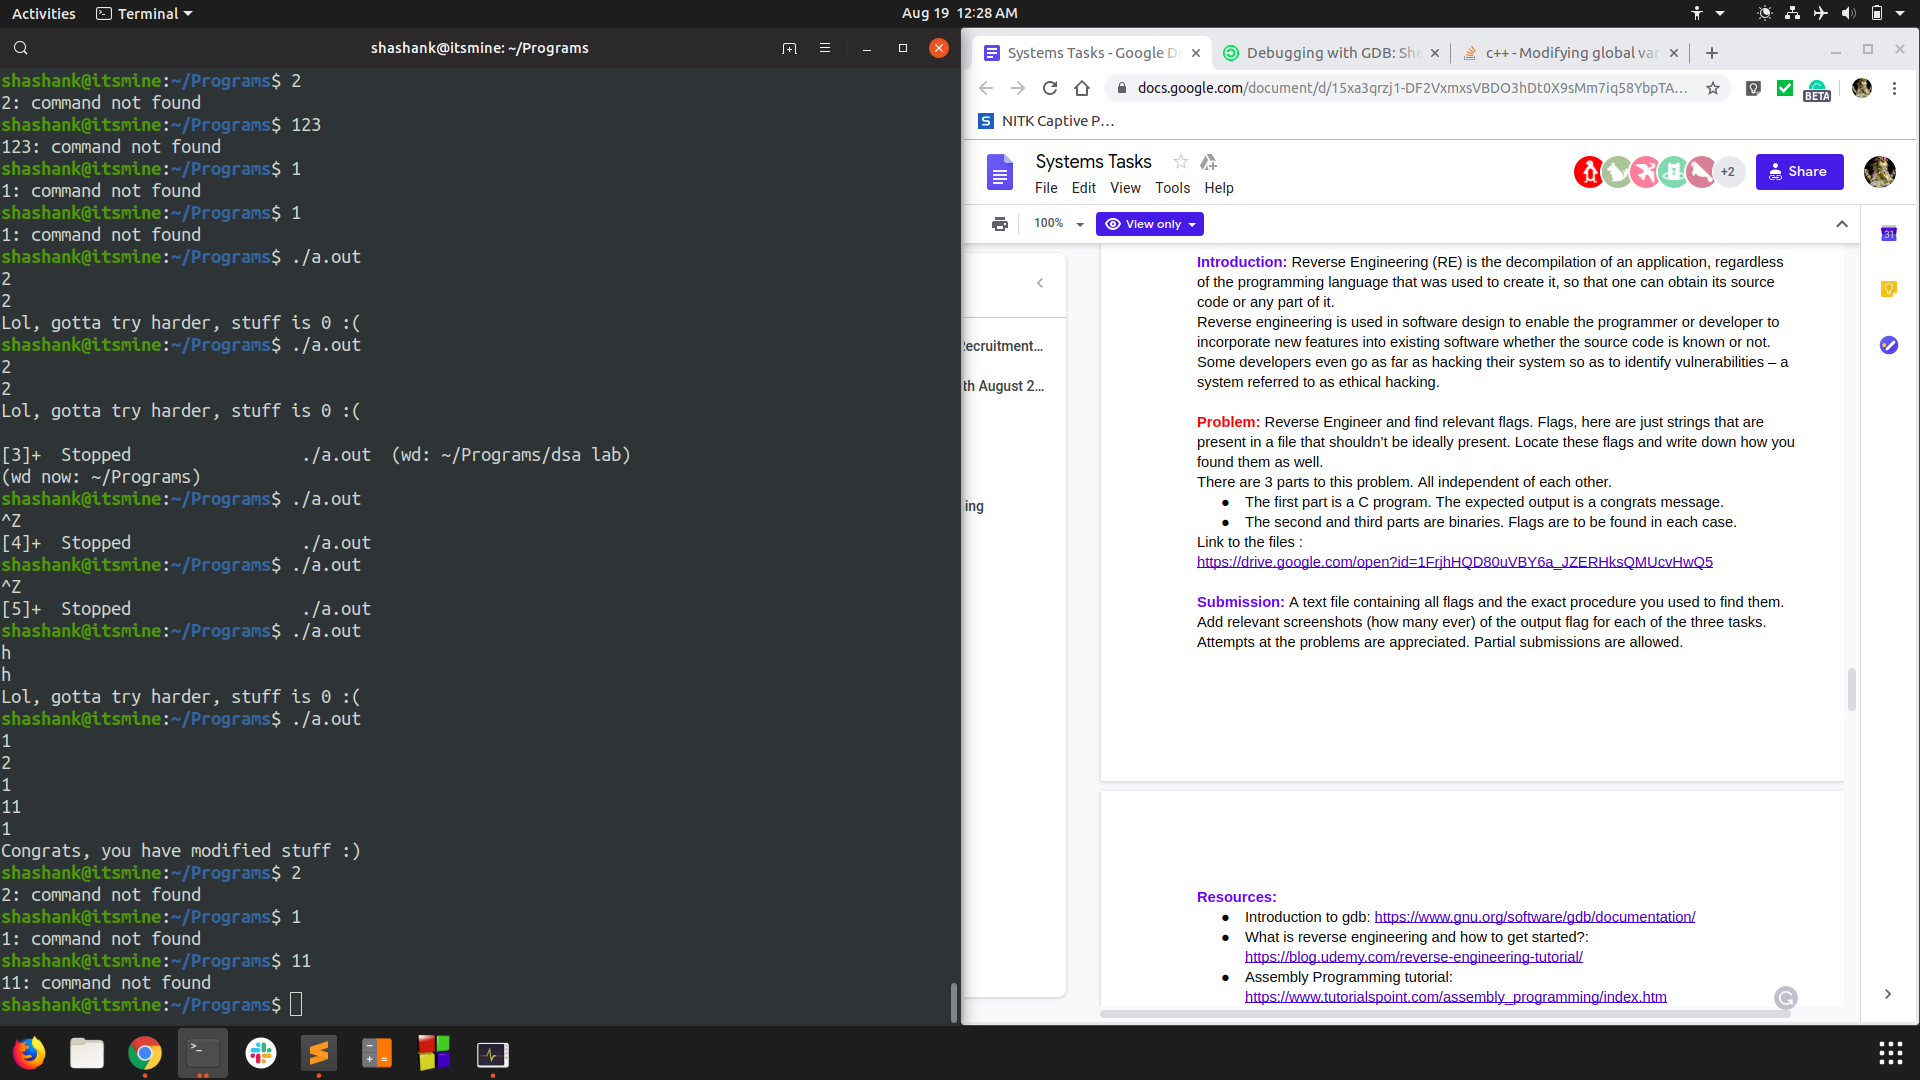 Activities
Terminal
Aug 19 12:28 AM
shashank@itsmine: ~/Programs
shashank@itsmine:~/Programs$ 2
2: command not found
shashank@itsmine:~/Programs$ 123
123: command not found
shashank@itsmine:~/Programs$ 1
1: command not found
shashank@itsmine:~/Programs$ 1
1: command not found
shashank@itsmine:~/Programs$ ./a.out
2
2
Lol, gotta try harder, stuff is 0 :(
shashank@itsmine:~/Programs$ ./a.out
2
2
Lol, gotta try harder, stuff is 0 :(
[3]+  Stopped                 ./a.out  (wd: ~/Programs/dsa lab)
(wd now: ~/Programs)
shashank@itsmine:~/Programs$ ./a.out
^Z
[4]+  Stopped                 ./a.out
shashank@itsmine:~/Programs$ ./a.out
^Z
[5]+  Stopped                 ./a.out
shashank@itsmine:~/Programs$ ./a.out
h
h
Lol, gotta try harder, stuff is 0 :(
shashank@itsmine:~/Programs$ ./a.out
1
2
1
11
1
Congrats, you have modified stuff :)
shashank@itsmine:~/Programs$ 2
2: command not found
shashank@itsmine:~/Programs$ 1
1: command not found
shashank@itsmine:~/Programs$ 11
11: command not found
shashank@itsmine:~/Programs$
Systems Tasks - Google Do
Debugging with GDB: She
c++ - Modifying global var
docs.google.com/document/d/15xa3qrzj1-DF2VxmxsVBDO3hDt0X9sMm7iq58YbpTA...
BETA
S NITK Captive P...
Systems Tasks
File Edit View Tools Help
+2
Share
100%
View only
31
ecruitment...
th August 2...
ing
Introduction: Reverse Engineering (RE) is the decompilation of an application, regardless
of the programming language that was used to create it, so that one can obtain its source
code or any part of it.
Reverse engineering is used in software design to enable the programmer or developer to
incorporate new features into existing software whether the source code is known or not.
Some developers even go as far as hacking their system so as to identify vulnerabilities – a
system referred to as ethical hacking.
Problem: Reverse Engineer and find relevant flags. Flags, here are just strings that are
present in a file that shouldn't be ideally present. Locate these flags and write down how you
found them as well.
There are 3 parts to this problem. All independent of each other.
● The first part is a C program. The expected output is a congrats message.
● The second and third parts are binaries. Flags are to be found in each case.
Link to the files :
https://drive.google.com/open?id=1FrjhHQD80uVBY6a_JZERHksQMUcvHwQ5
Submission: A text file containing all flags and the exact procedure you used to find them.
Add relevant screenshots (how many ever) of the output flag for each of the three tasks.
Attempts at the problems are appreciated. Partial submissions are allowed.
Resources:
● Introduction to gdb: https://www.gnu.org/software/gdb/documentation/
● What is reverse engineering and how to get started?:
https://blog.udemy.com/reverse-engineering-tutorial/
● Assembly Programming tutorial:
https://www.tutorialspoint.com/assembly_programming/index.htm